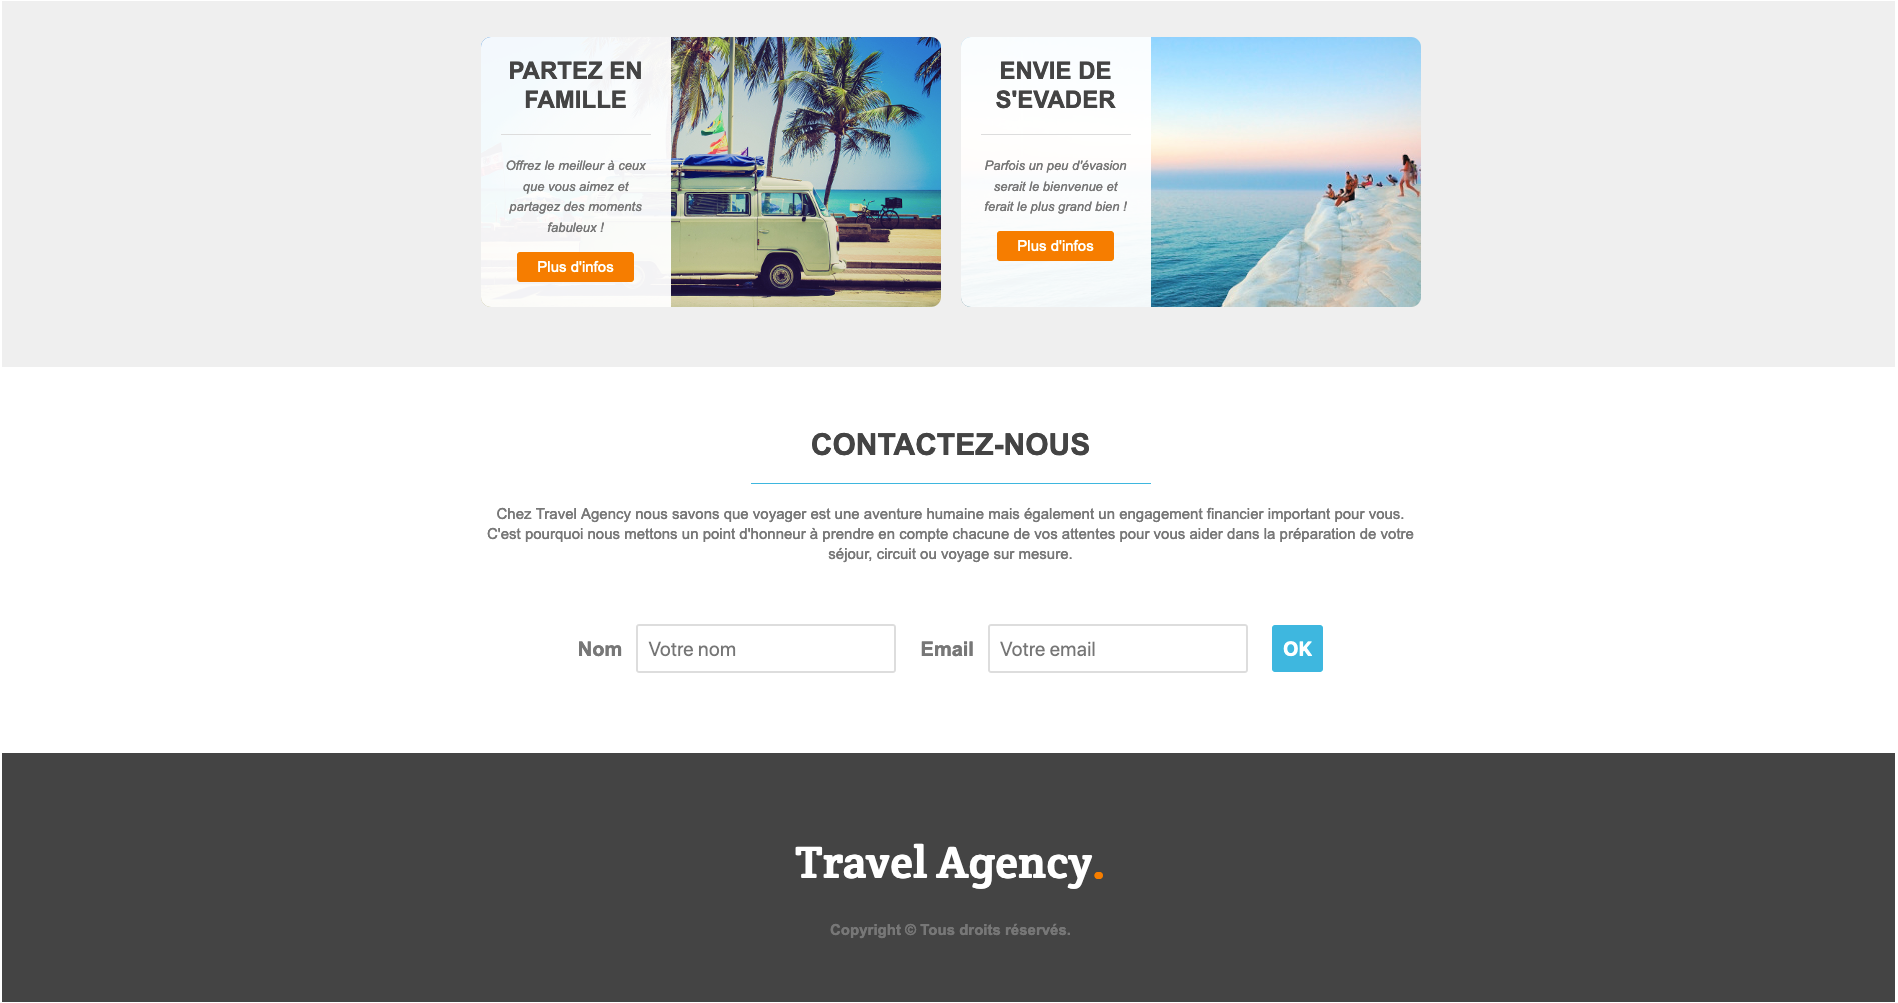 PARTEZ EN
FAMILLE
Offrez le meilleur à ceux
que vous aimez et
partagez des moments
fabuleux !
Plus d'infos
ENVIE DE
S'EVADER
Parfois un peu d'évasion
serait le bienvenue et
ferait le plus grand bien !
Plus d'infos
CONTACTEZ-NOUS
Chez Travel Agency nous savons que voyager est une aventure humaine mais également un engagement financier important pour vous.
C'est pourquoi nous mettons un point d'honneur à prendre en compte chacune de vos attentes pour vous aider dans la préparation de votre
séjour, circuit ou voyage sur mesure.
Nom Votre nom Email Votre email OK
Travel Agency.
Copyright © Tous droits réservés.